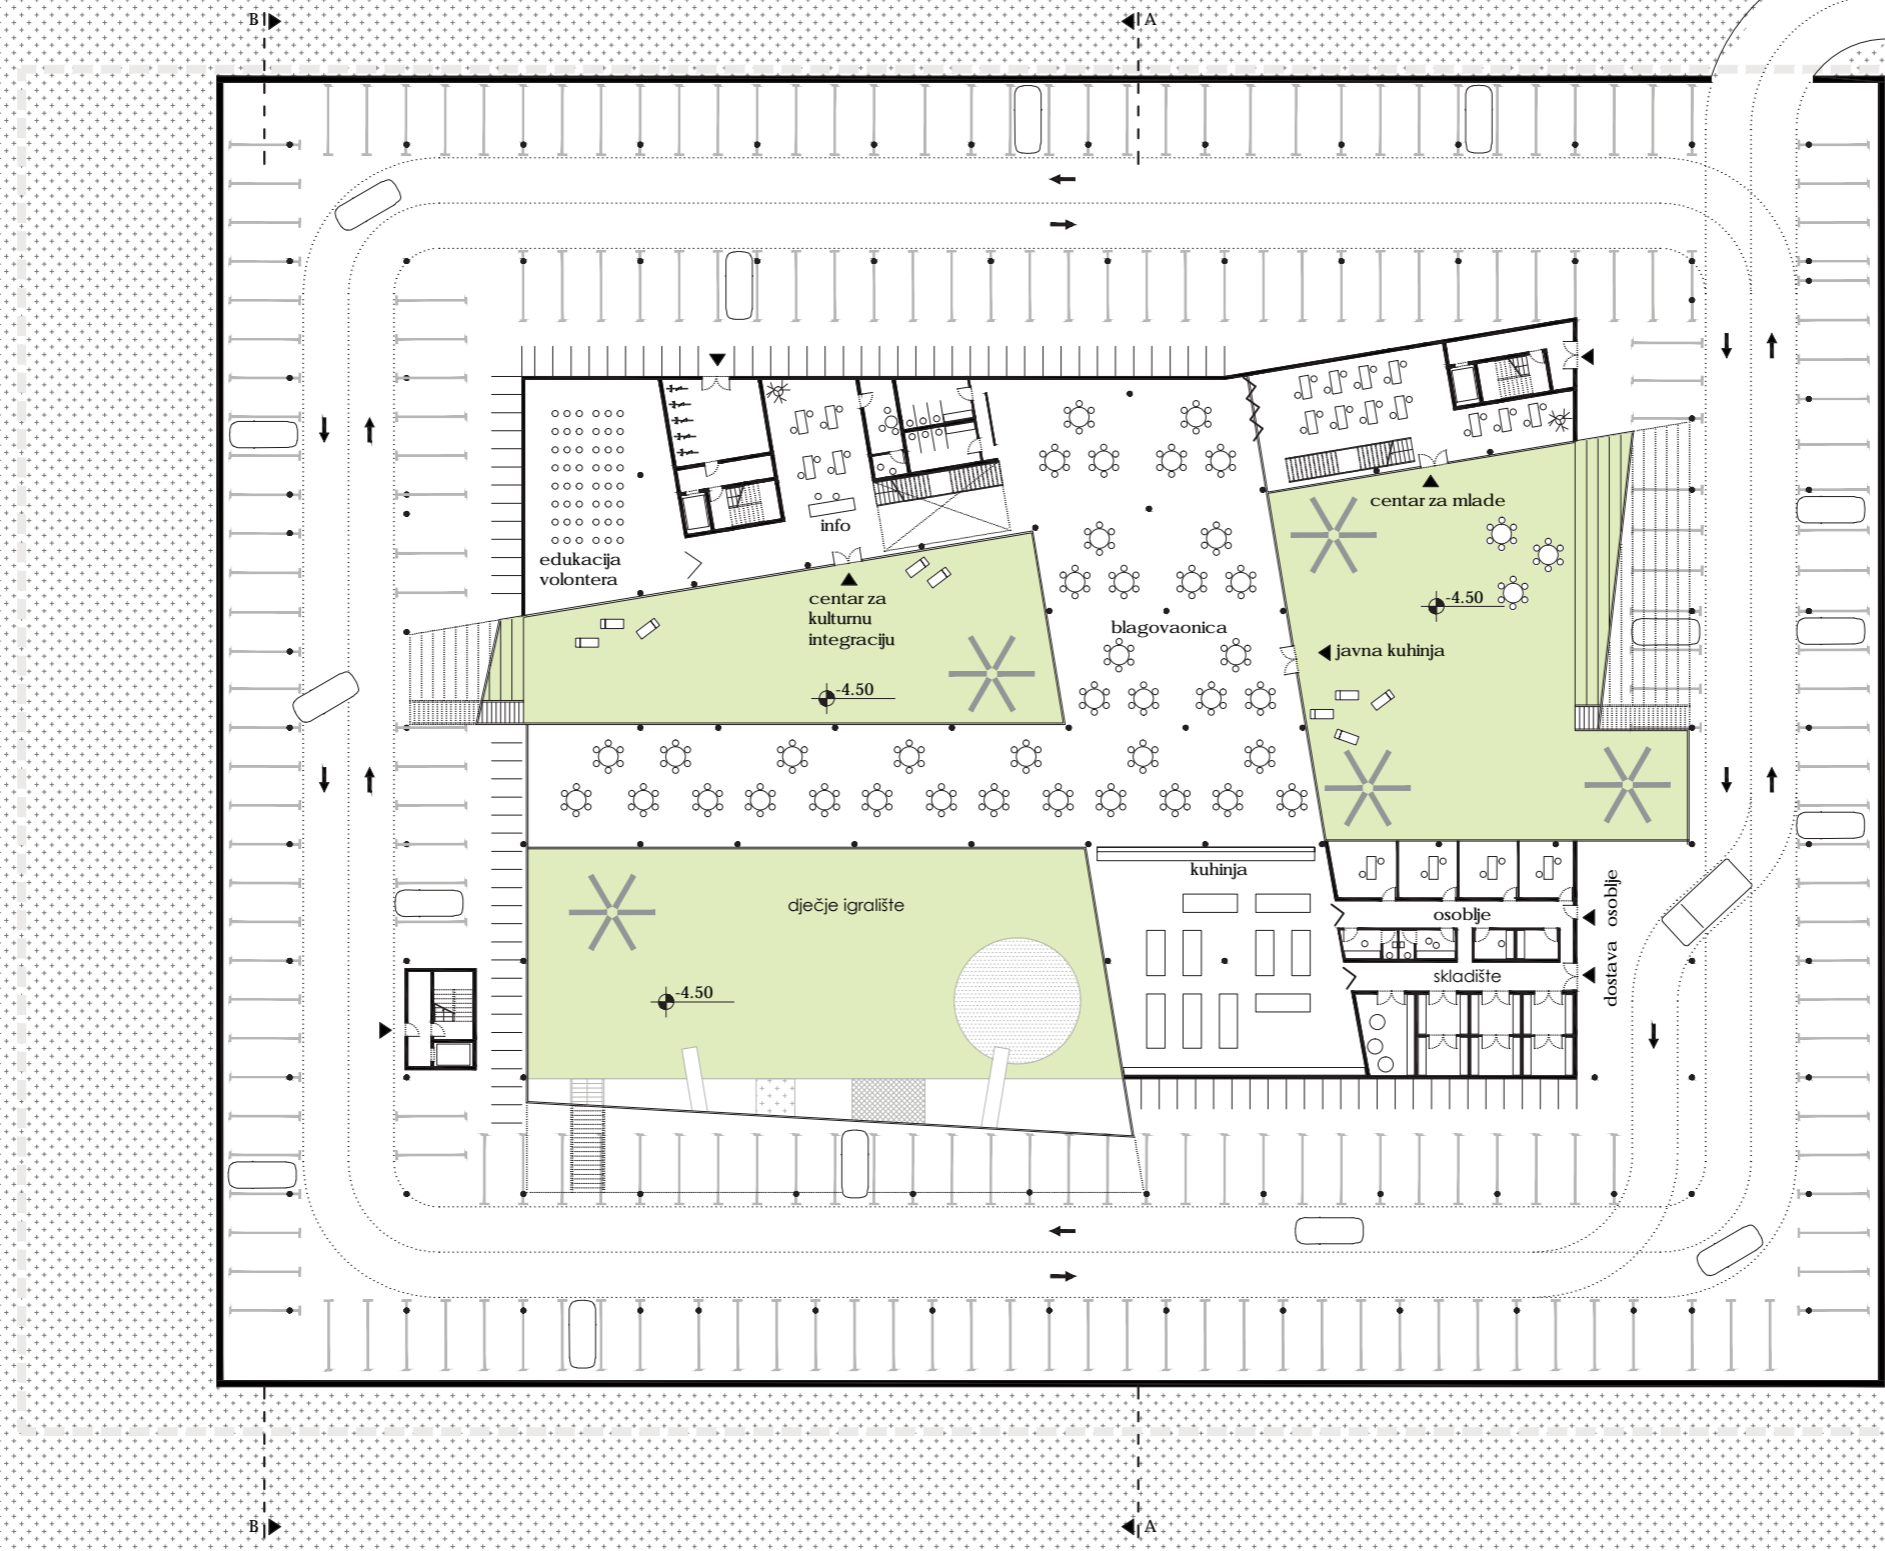 B
A
info
edukacija
volontera
centar za
kulturnu
integraciju
-4.50
blagovaonica
centar za mlade
-4.50
javna kuhinja
dječje igralište
-4.50
kuhinja
osoblje
skladište
dostava osoblje
B
A